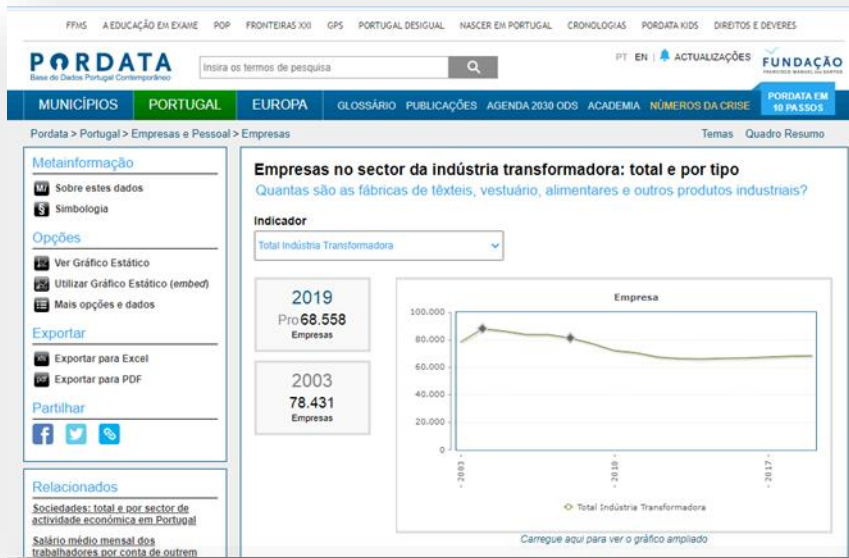 FFMS A EDUCAÇÃO EM EXAME POP FRONTEIRAS XXI GPS PORTUGAL DESIGUAL NASCER EM PORTUGAL CRONOLOGIAS PORDATA KIDS DIREITOS E DEVERES
PORDATA
Base de Dados Portugal Contemporâneo
Insira os termos de pesquisa
PT EN | ACTUALIZAÇÕES
FUNDAÇÃO
FRANCISCO MANUEL DOS SANTOS
MUNICÍPIOS PORTUGAL EUROPA GLOSSÁRIO PUBLICAÇÕES AGENDA 2030 ODS ACADEMIA NÚMEROS DA CRISE
PORDATA EM
10 PASSOS
Pordata > Portugal > Empresas e Pessoal > Empresas
Temas Quadro Resumo
Metainformação
Sobre estes dados
Simbologia
Opções
Ver Gráfico Estático
Utilizar Gráfico Estático (embed)
Mais opções e dados
Exportar
Exportar para Excel
Exportar para PDF
Partilhar
Relacionados
Sociedades: total e por sector de
actividade económica em Portugal
Salário médio mensal dos
trabalhadores por conta de outrem
Empresas no sector da indústria transformadora: total e por tipo
Quantas são as fábricas de têxteis, vestuário, alimentares e outros produtos industriais?
Indicador
Total Indústria Transformadora
2019
Pro 68.558
Empresas
2003
78.431
Empresas
Empresa
100.000
80.000
60.000
40.000
20.000
0
- 2003 -
- 2010 -
- 2017 -
Total Indústria Transformadora
Carregue aqui para ver o gráfico ampliado